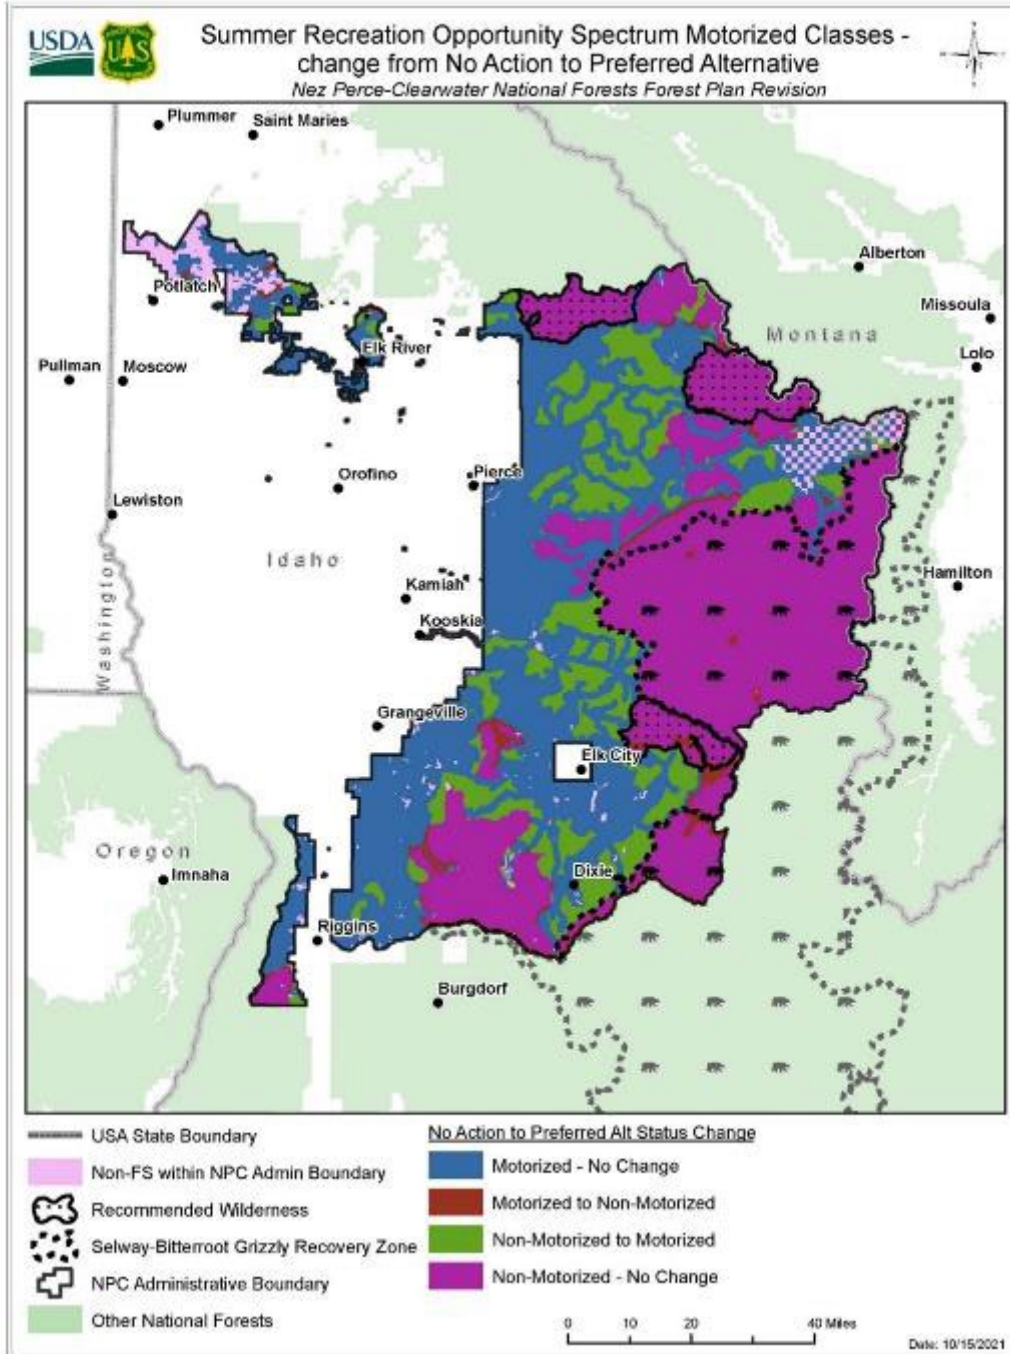 USDA
U S
Summer Recreation Opportunity Spectrum Motorized Classes -
change from No Action to Preferred Alternative
Nez Perce-Clearwater National Forests Forest Plan Revision
Plummer
Saint Maries
Alberton
Potlatch
Missoula
Montana
Elk River
Lolo
Pullman
Moscow
Orofino
Pierce
Lewiston
Idaho
Hamilton
Kamiah
Washington
Kooskia
Grangeville
Elk City
Oregon
Imnaha
Dixie
Riggins
Burgdorf
USA State Boundary
Non-FS within NPC Admin Boundary
Recommended Wilderness
Selway-Bitterroot Grizzly Recovery Zone
NPC Administrative Boundary
Other National Forests
No Action to Preferred Alt Status Change
Motorized - No Change
Motorized to Non-Motorized
Non-Motorized to Motorized
Non-Motorized - No Change
0 10 20 40 Miles
Date: 10/15/2021